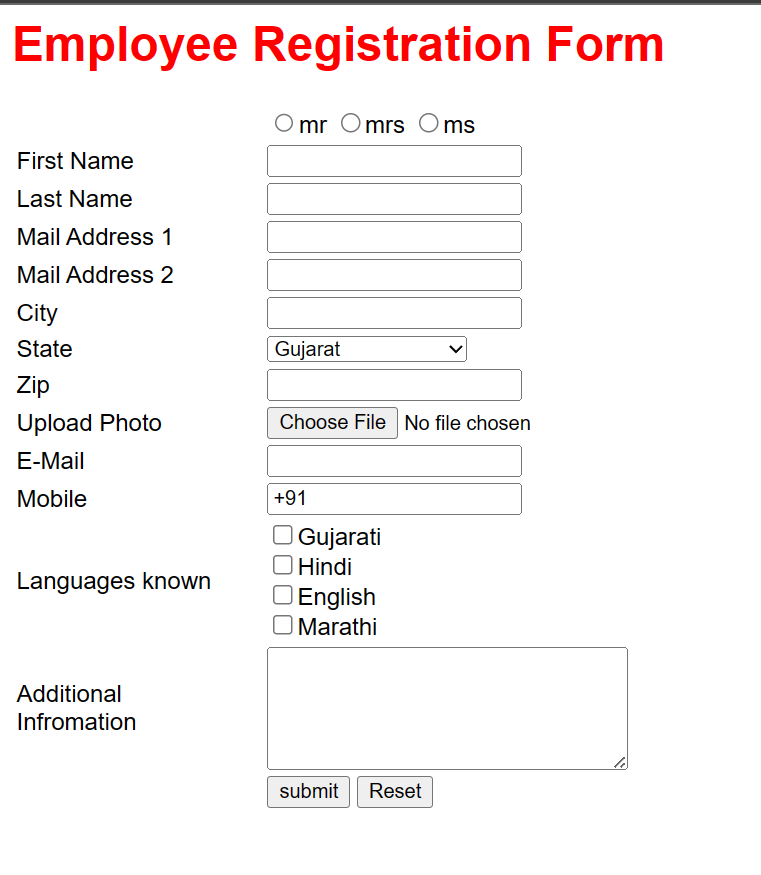 Employee Registration Form
mr mrs ms
First Name
Last Name
Mail Address 1
Mail Address 2
City
State Gujarat
Zip
Upload Photo Choose File No file chosen
E-Mail
Mobile +91
Gujarati
Hindi
Languages known
English
Marathi
Additional
Infromation
submit Reset